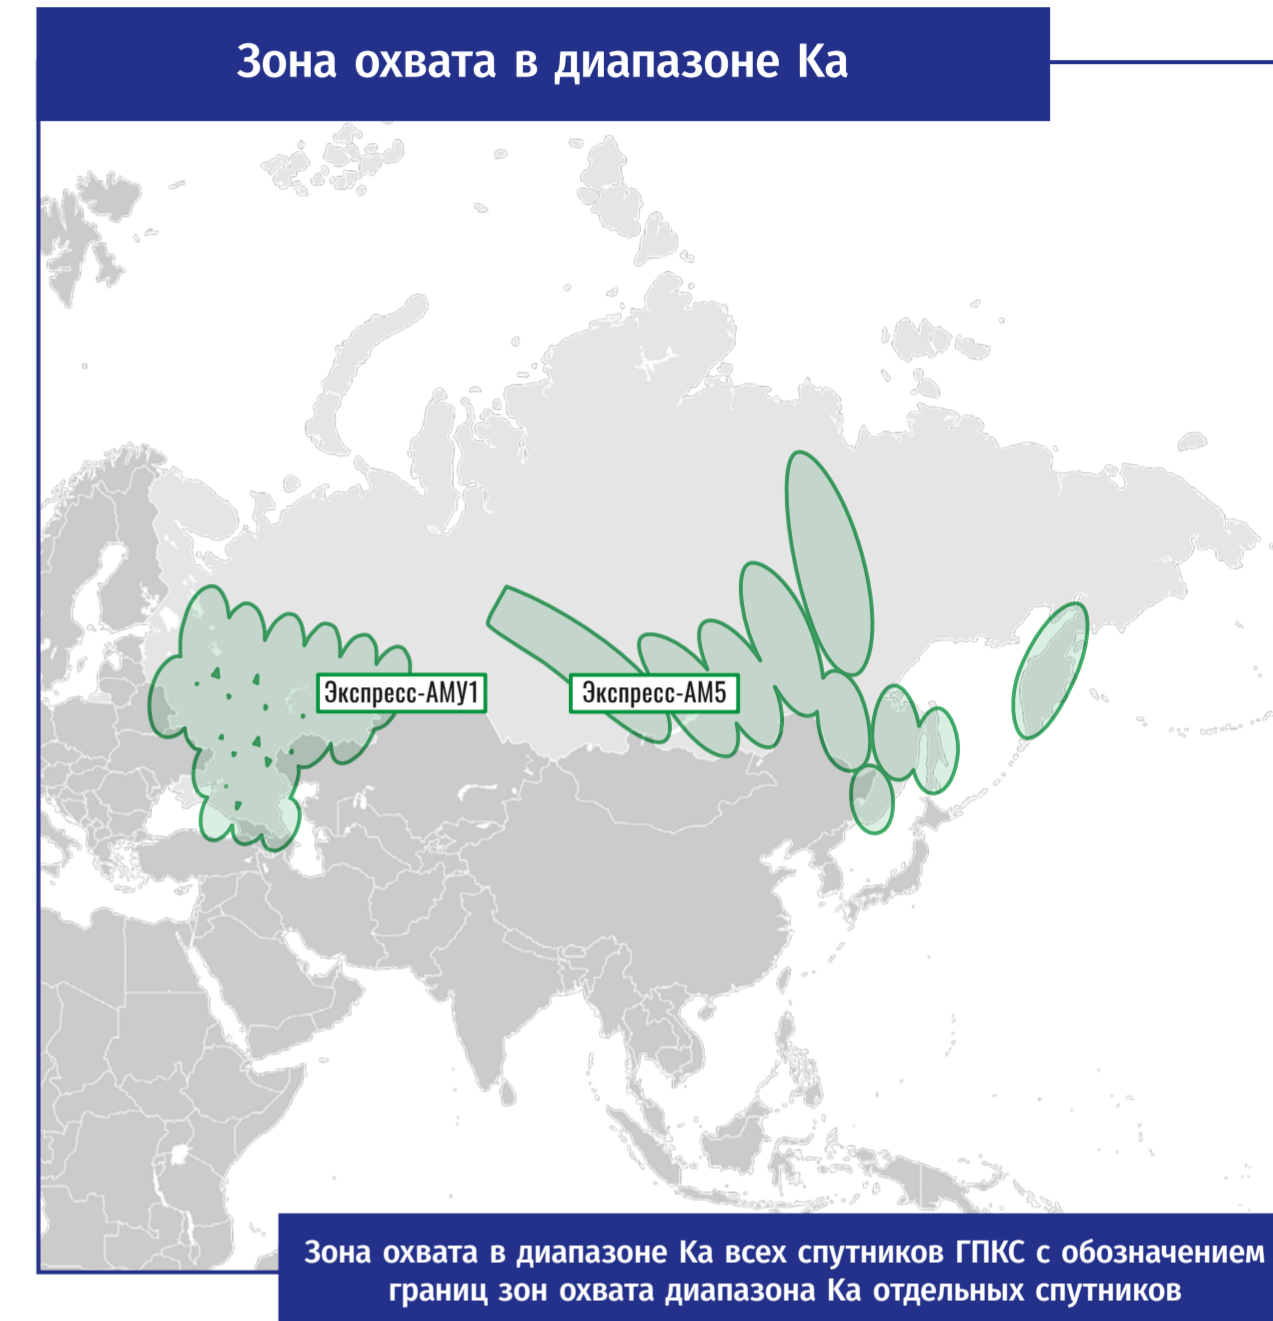 Зона охвата в диапазоне Ka
Экспресс-АМУ1
Экспресс-АМ5
Зона охвата в диапазоне Ka всех спутников ГПКС с обозначением
границ зон охвата диапазона Ka отдельных спутников